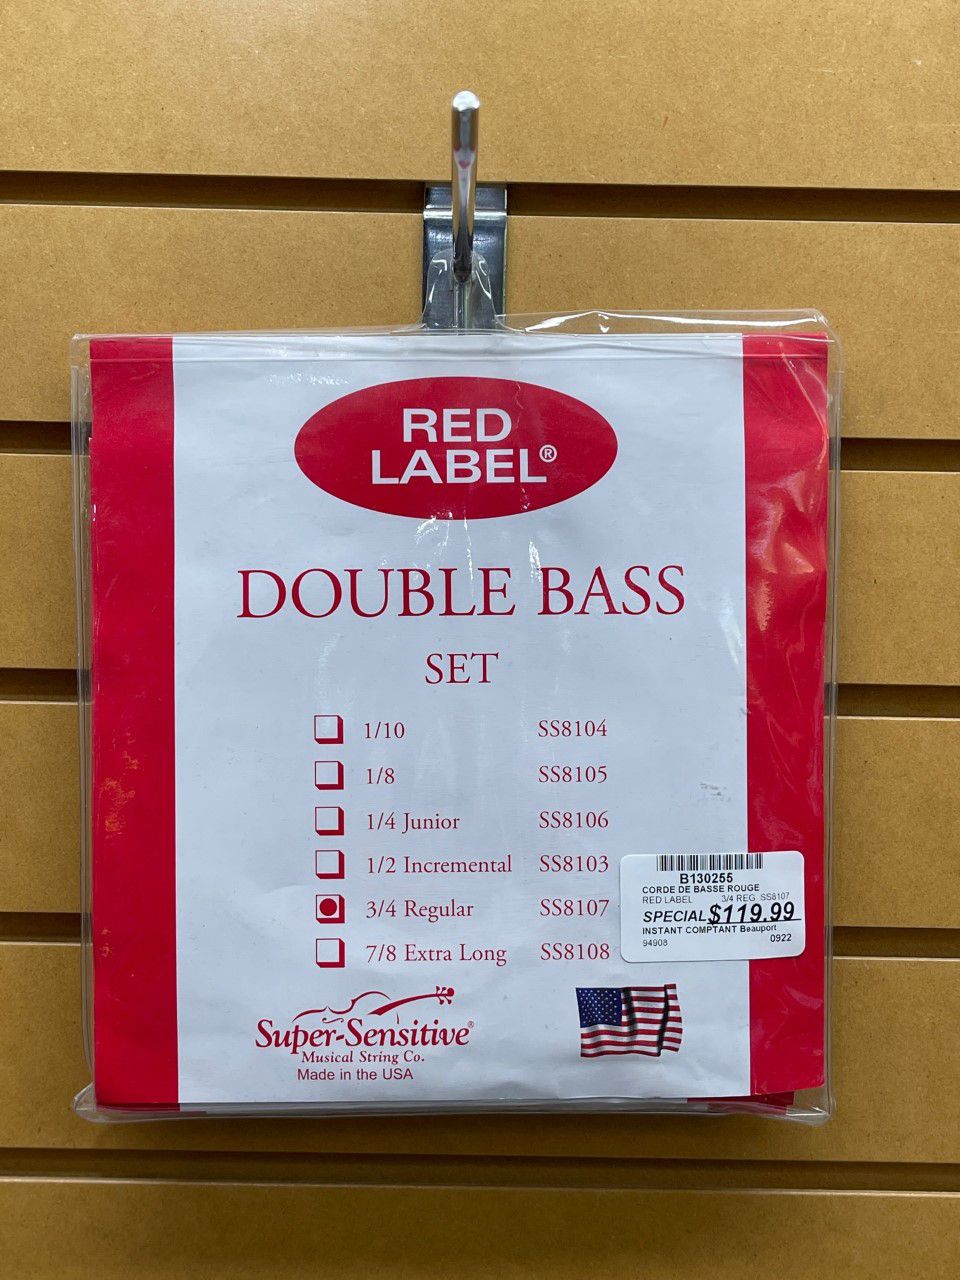 RED
LABEL®
DOUBLE BASS
SET
1/10 SS8104
1/8 SS8105
1/4 Junior SS8106
1/2 Incremental SS8103
3/4 Regular SS8107
7/8 Extra Long SS8108
B130255
CORDE DE BASSE ROUGE
RED LABEL 3/4 REG SS8107
SPECIAL $119.99
INSTANT COMPTANT Beauport
94908 0922
Super-Sensitive®
Musical String Co.
Made in the USA